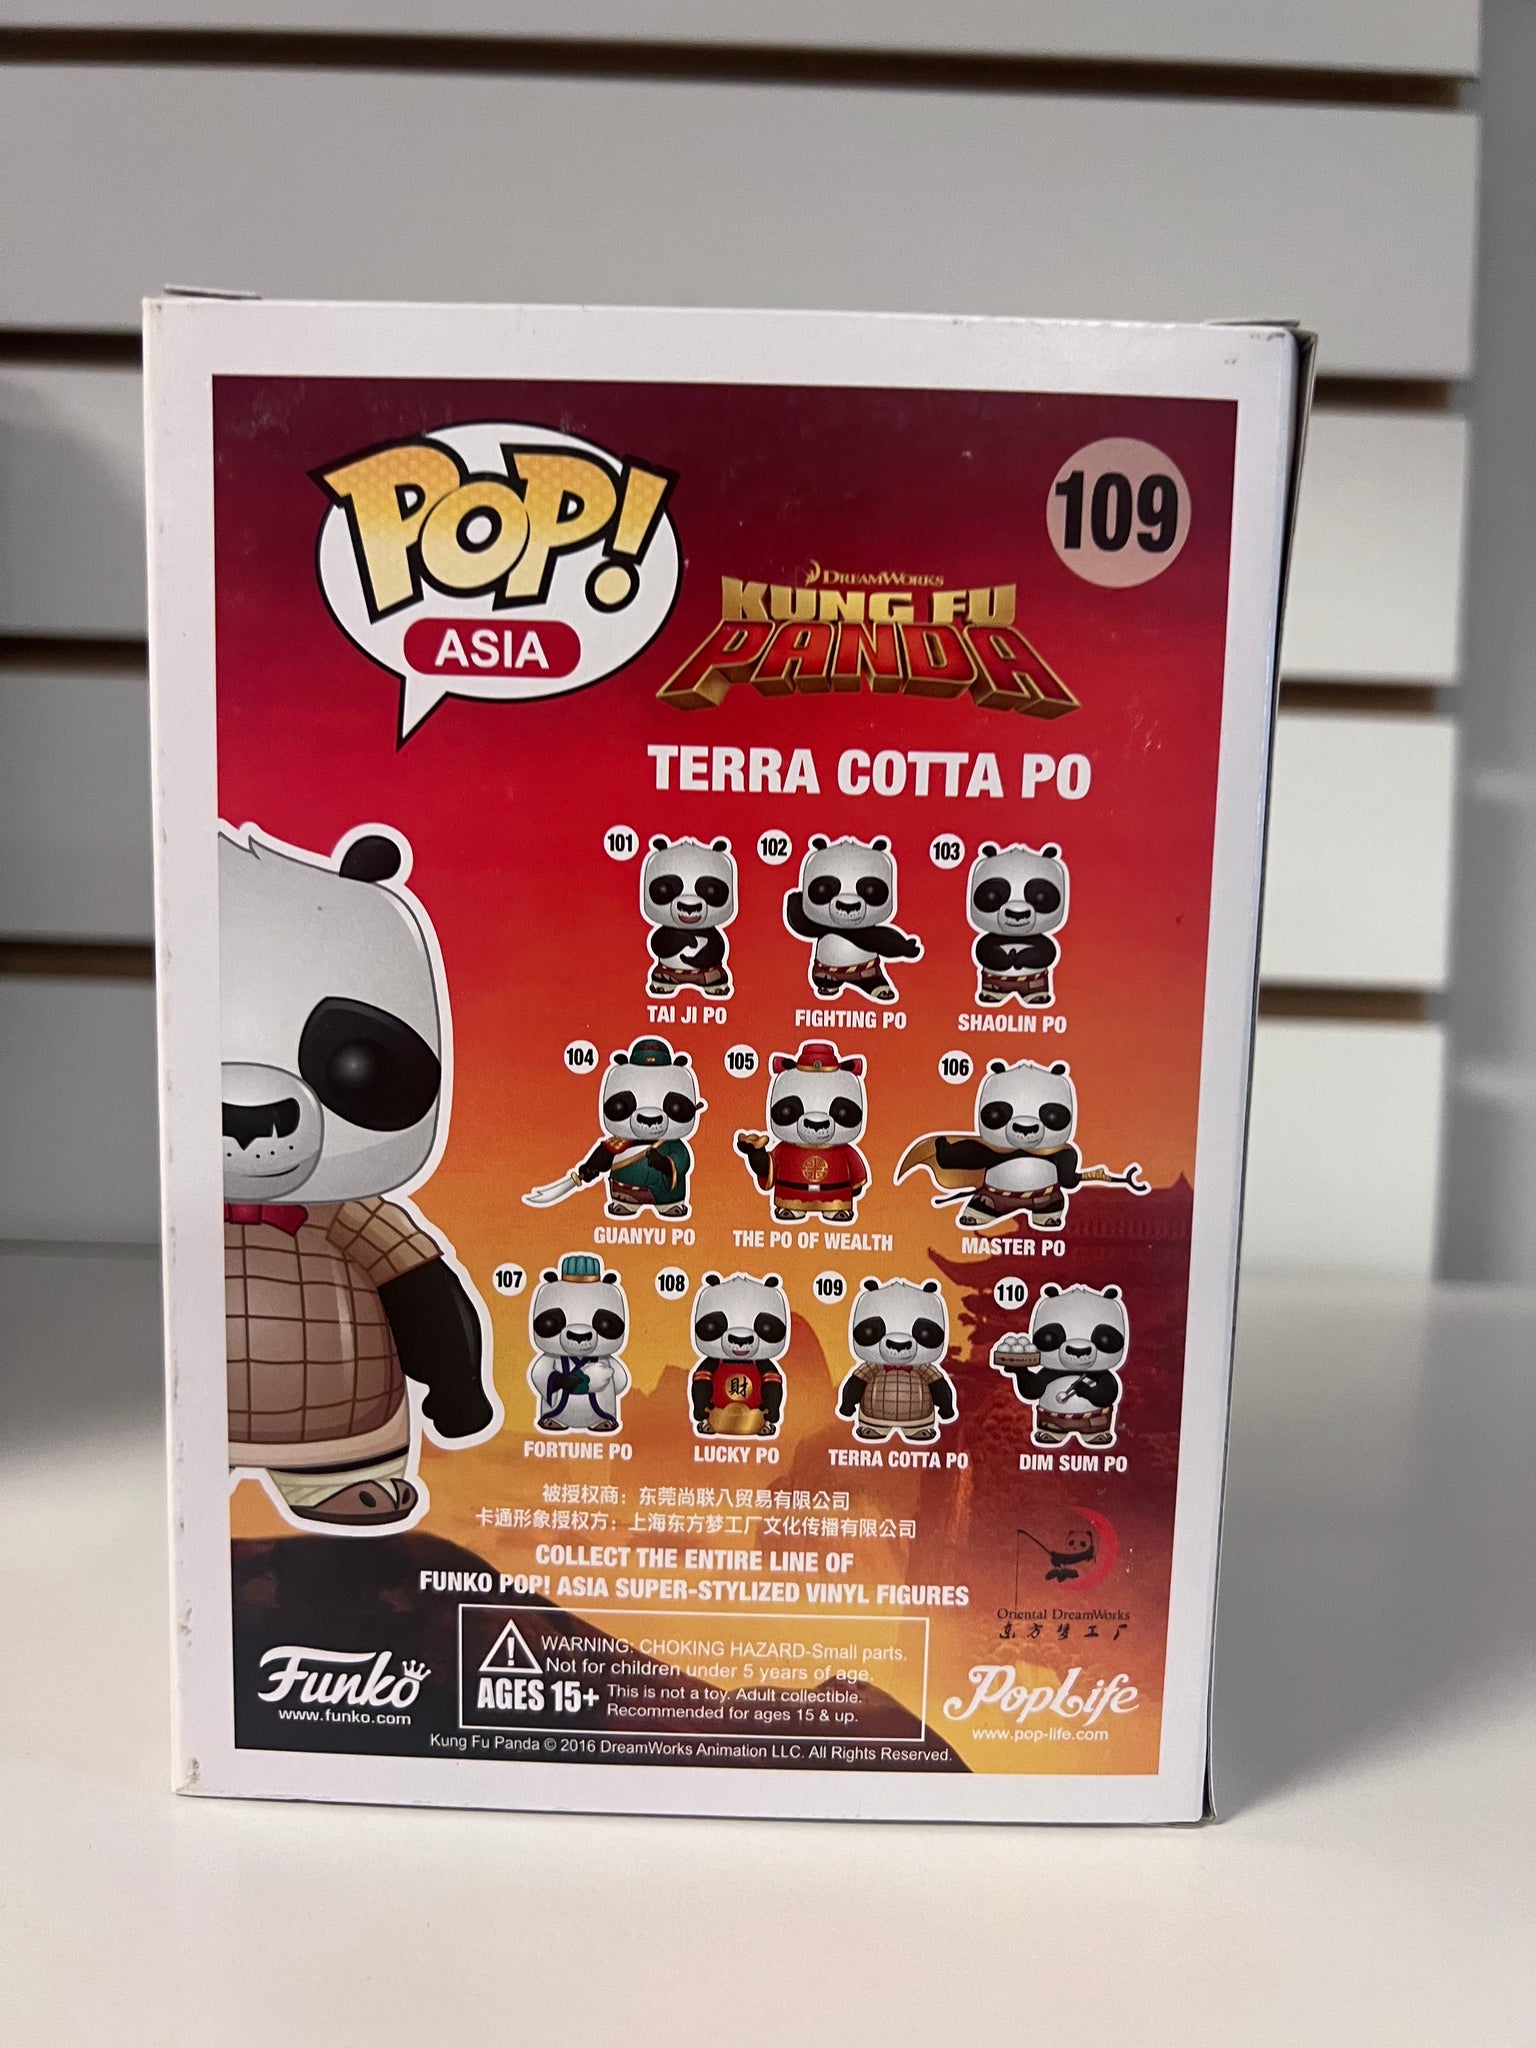 POP!
ASIA
109
DREAMWORKS
KUNG FU
PANDA
TERRA COTTA PO
101
102
103
TAI JI PO
FIGHTING PO
SHAOLIN PO
104
105
106
GUANYU PO
THE PO OF WEALTH
MASTER PO
107
108
109
110
財
FORTUNE PO
LUCKY PO
TERRA COTTA PO
DIM SUM PO
被授权商：东莞尚联八贸易有限公司
卡通形象授权方：上海东方梦工厂文化传播有限公司
COLLECT THE ENTIRE LINE OF
FUNKO POP! ASIA SUPER-STYLIZED VINYL FIGURES
Oriental DreamWorks
东方梦工厂
WARNING: CHOKING HAZARD-Small parts.
Not for children under 5 years of age.
AGES 15+
This is not a toy. Adult collectible.
Recommended for ages 15 & up.
Funko
www.funko.com
PopLife
www.pop-life.com
Kung Fu Panda © 2016 DreamWorks Animation LLC. All Rights Reserved.